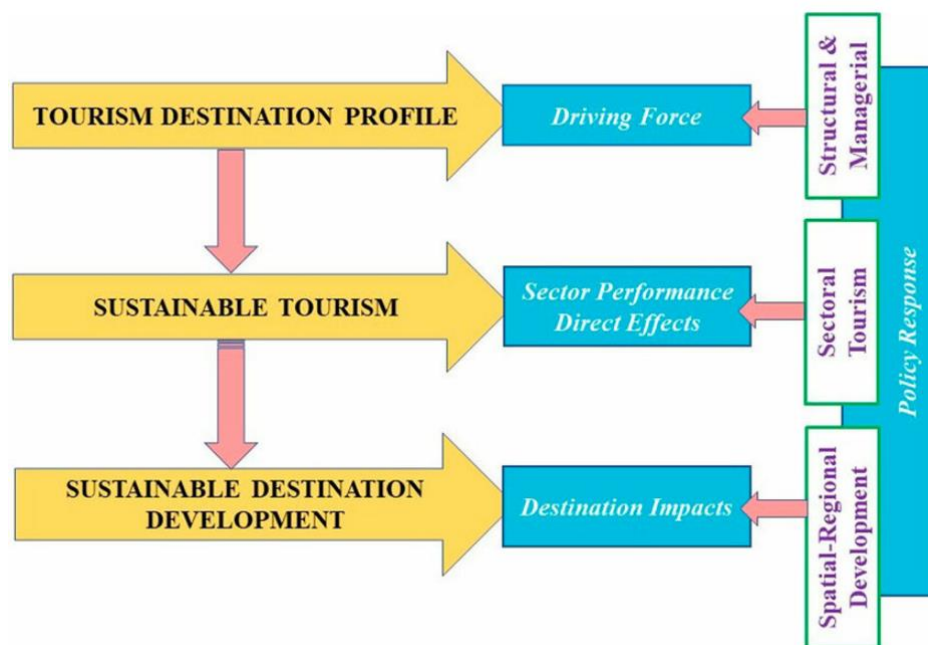 TOURISM DESTINATION PROFILE
Driving Force
Structural &
Managerial
SUSTAINABLE TOURISM
Sector Performance
Direct Effects
Sectoral
Tourism
SUSTAINABLE DESTINATION
DEVELOPMENT
Destination Impacts
Spatial-Regional
Development
Policy Response